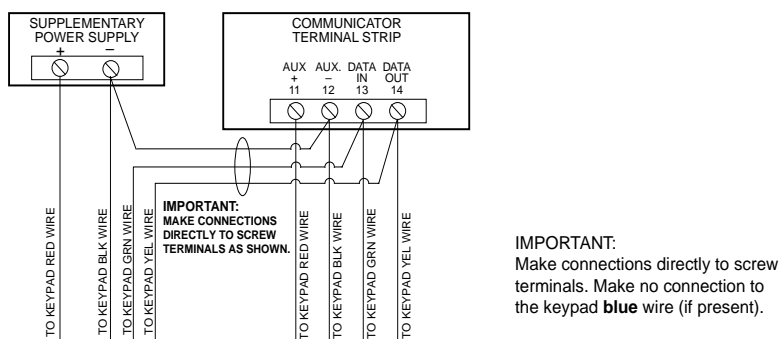 SUPPLEMENTARY
POWER SUPPLY
+ –
COMMUNICATOR
TERMINAL STRIP
AUX AUX. DATA DATA
+ – IN OUT
11 12 13 14
IMPORTANT:
MAKE CONNECTIONS
DIRECTLY TO SCREW
TERMINALS AS SHOWN.
TO KEYPAD RED WIRE
TO KEYPAD BLK WIRE
TO KEYPAD GRN WIRE
TO KEYPAD YEL WIRE
TO KEYPAD RED WIRE
TO KEYPAD BLK WIRE
TO KEYPAD GRN WIRE
TO KEYPAD YEL WIRE
IMPORTANT:
Make connections directly to screw
terminals. Make no connection to
the keypad blue wire (if present).